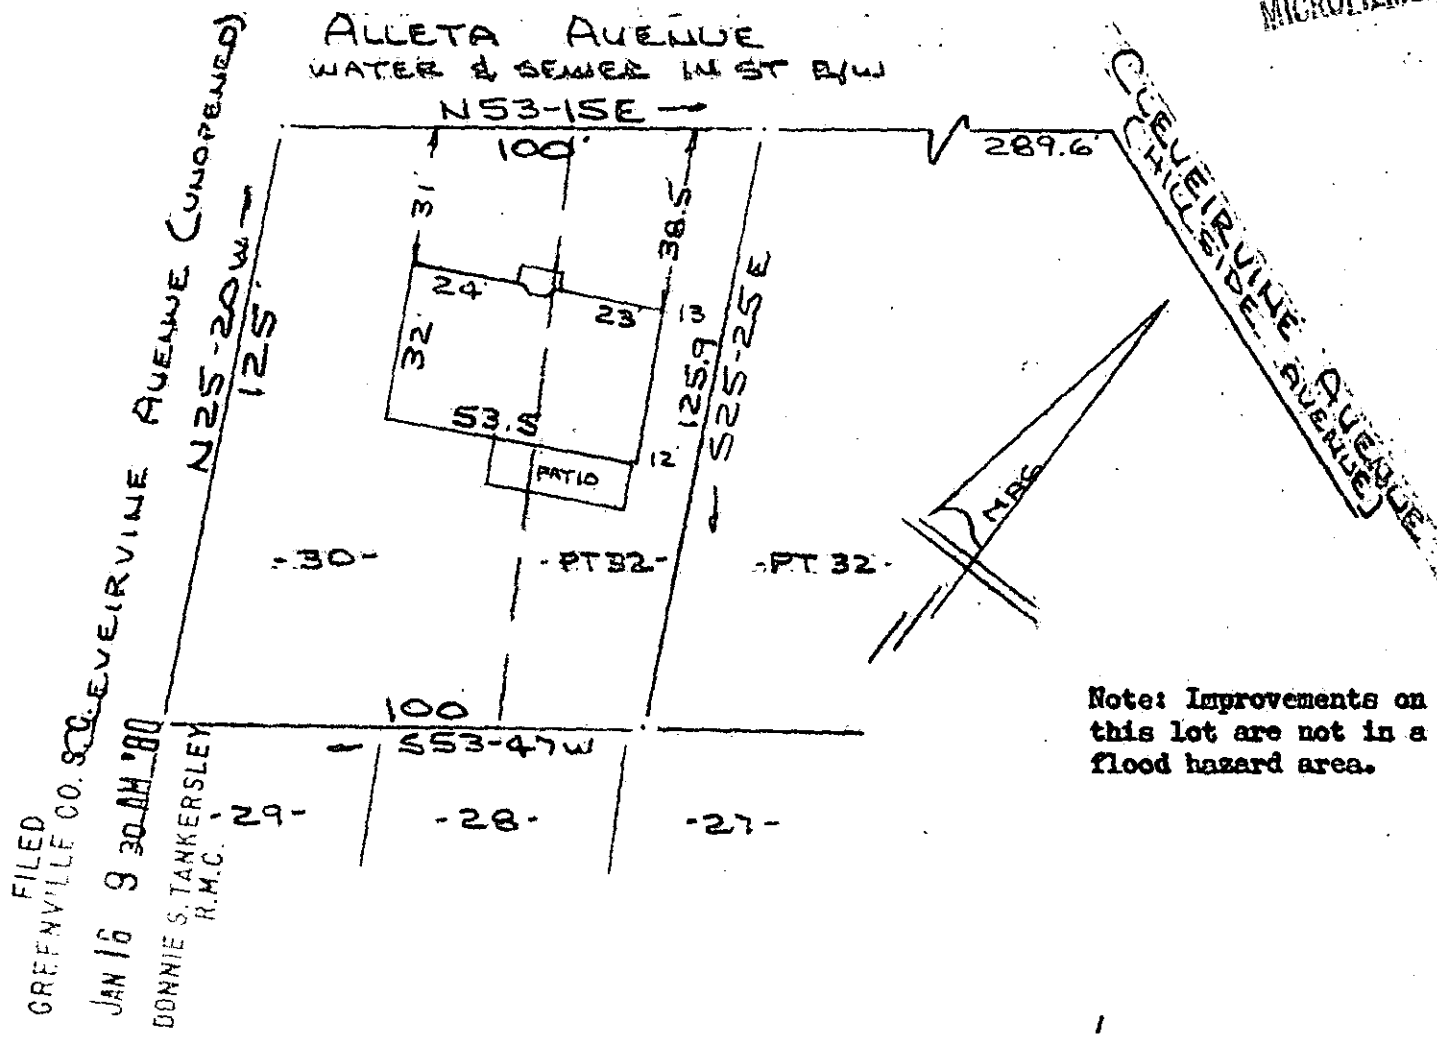 MICROFILMED
ALLETA AVENUE
WATER & SEWER IN ST R/W
N53-15E
100'
289.6'
CLEVEIRVINE AVENUE
(HILLSIDE AVENUE)
CLEVEIRVINE AVENUE (UNOPENED)
N25-20W
125'
31'
38.5
24'
23'
13
32'
53.5
12
125.9
S25-25E
PATIO
MAG
-30-
-PT 32-
-PT. 32-
100
S53-47W
-29-
-28-
-27-
Note: Improvements on
this lot are not in a
flood hazard area.
FILED
GREENVILLE CO. S.C.
JAN 16 9 30 AM '80
DONNIE S. TANKERSLEY
R.M.C.